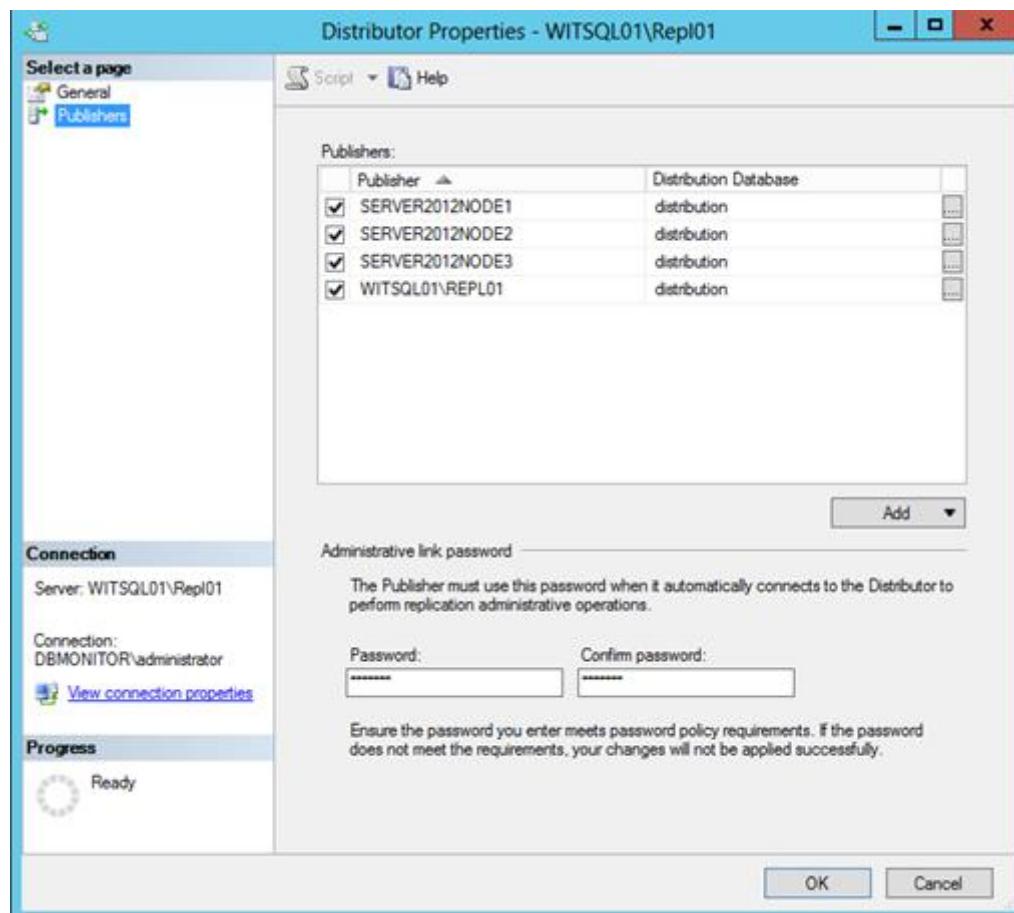 Distributor Properties - WITSQL01\Repl01
Select a page
General
Publishers
Script
Help
Publishers:
Publisher
Distribution Database
SERVER2012NODE1
distribution
...
SERVER2012NODE2
distribution
...
SERVER2012NODE3
distribution
...
WITSQL01\REPL01
distribution
...
Add
Administrative link password
The Publisher must use this password when it automatically connects to the Distributor to
perform replication administrative operations.
Password:
Confirm password:
*******
*******
Ensure the password you enter meets password policy requirements. If the password
does not meet the requirements, your changes will not be applied successfully.
Connection
Server: WITSQL01\Repl01
Connection:
DBMONITOR\administrator
View connection properties
Progress
Ready
OK
Cancel